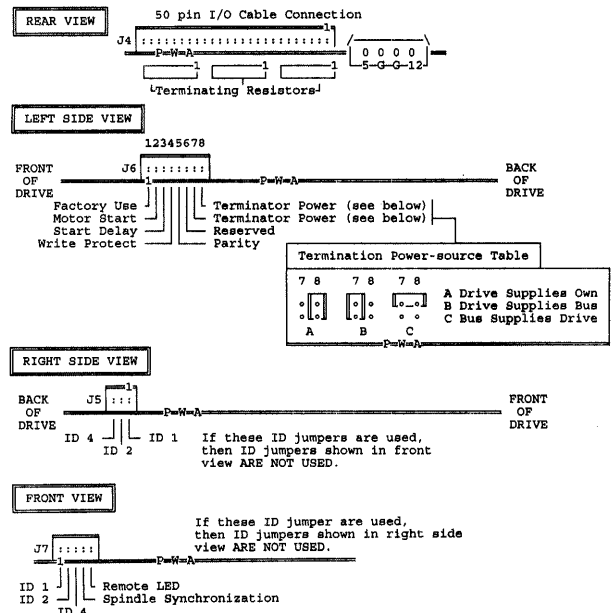 REAR VIEW
50 pin I/O Cable Connection
1
J4
P=W=A
1 1 1
0 0 0 0
5-G-G-12
Terminating Resistors
LEFT SIDE VIEW
12345678
FRONT OF DRIVE
J6
1
P=W=A
BACK OF DRIVE
Factory Use
Motor Start
Start Delay
Write Protect
Terminator Power (see below)
Terminator Power (see below)
Reserved
Parity
Termination Power-source Table
7 8 7 8 7 8
A B C
A Drive Supplies Own
B Drive Supplies Bus
C Bus Supplies Drive
P=W=A
RIGHT SIDE VIEW
BACK OF DRIVE
J5
1
P=W=A
FRONT OF DRIVE
ID 4
ID 2
ID 1
If these ID jumpers are used,
then ID jumpers shown in front
view ARE NOT USED.
FRONT VIEW
If these ID jumper are used,
then ID jumpers shown in right side
view ARE NOT USED.
J7
1
P=W=A
ID 1
ID 2
ID 4
Remote LED
Spindle Synchronization